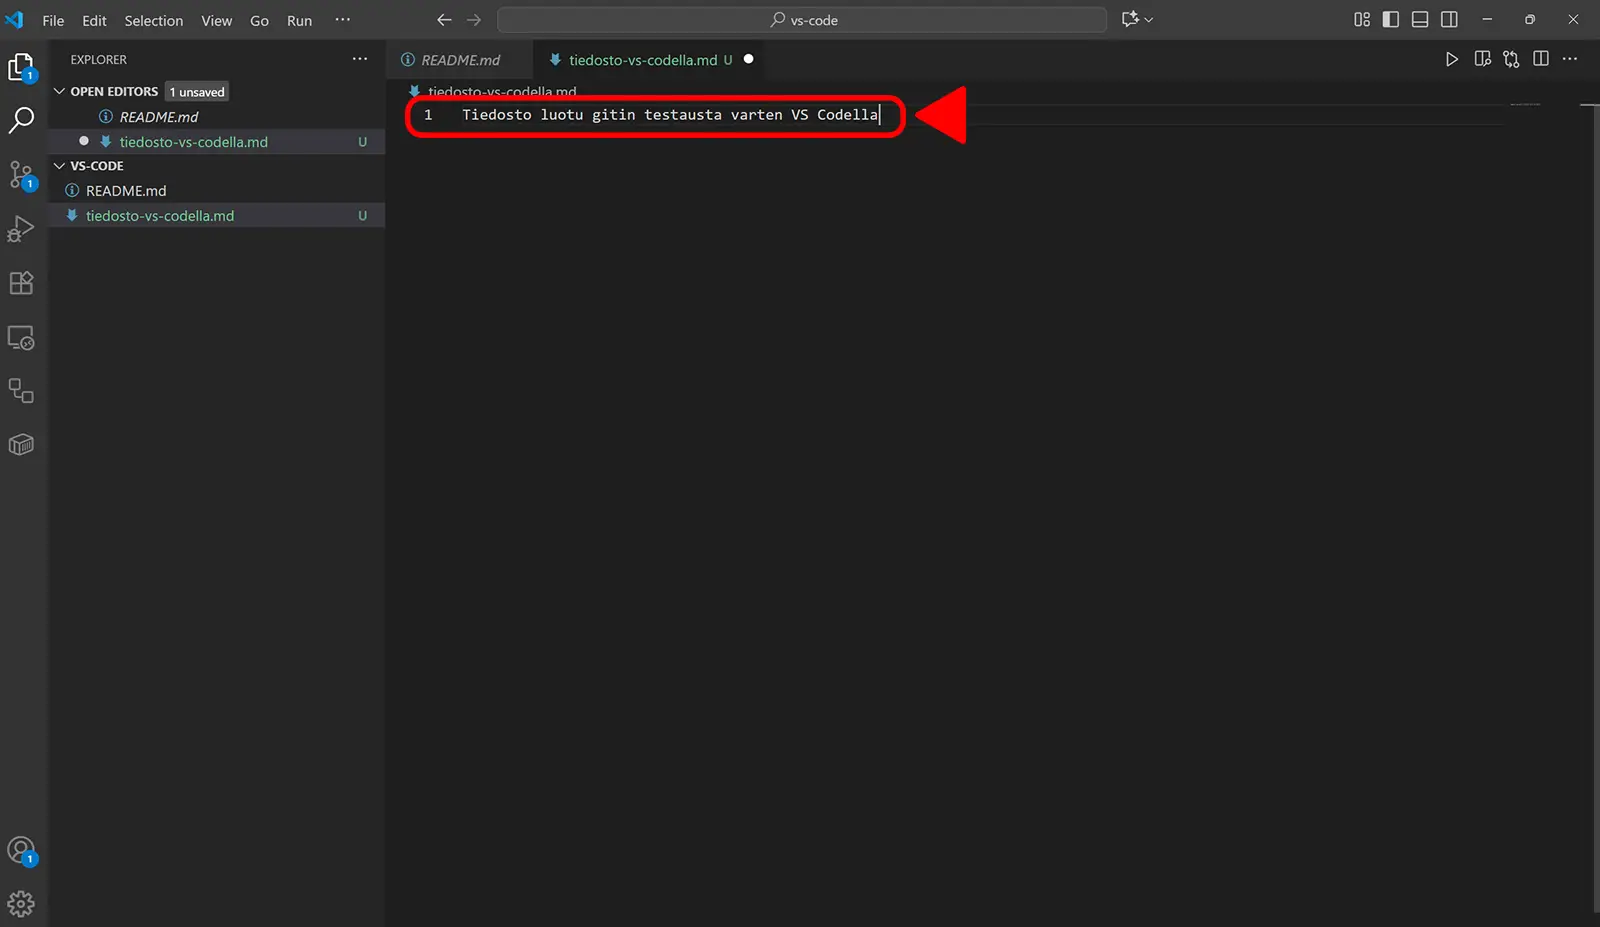 File Edit Selection View Go Run ···
vs-code
EXPLORER ···
OPEN EDITORS 1 unsaved
README.md
tiedosto-vs-codella.md U
VS-CODE
README.md
tiedosto-vs-codella.md U
README.md
tiedosto-vs-codella.md U
tiedosto-vs-codella.md
1 Tiedosto luotu gitin testausta varten VS Codella
1
1
1